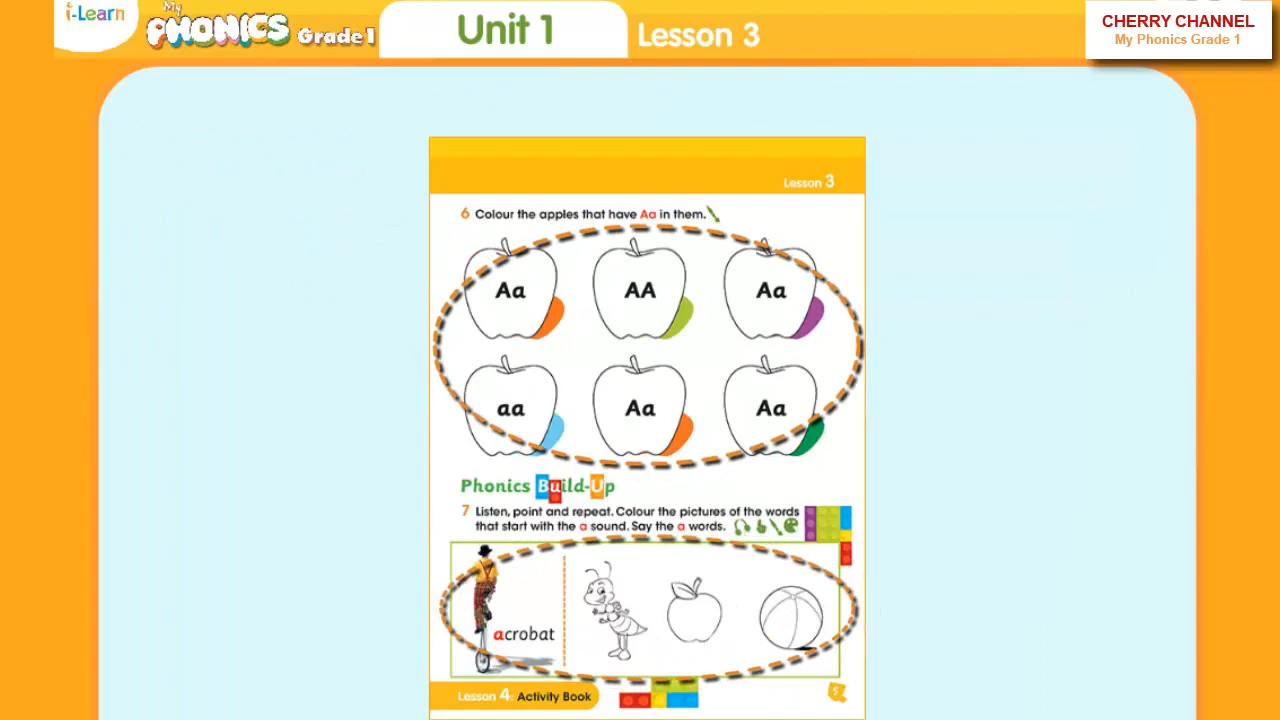 i-Learn
My
PHONICS Grade 1
Unit 1
Lesson 3
CHERRY CHANNEL
My Phonics Grade 1
Lesson 3
6 Colour the apples that have Aa in them.
Aa AA Aa
aa Aa Aa
Phonics Build-Up
7 Listen, point and repeat. Colour the pictures of the words
that start with the a sound. Say the a words.
acrobat
Lesson 4: Activity Book
5